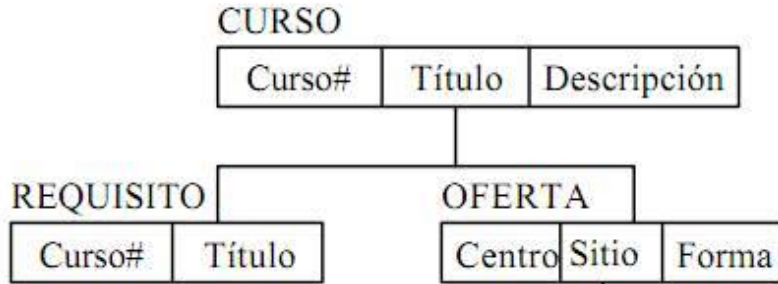 CURSO
Curso# Título Descripción
REQUISITO OFERTA
Curso# Título Centro Sitio Forma